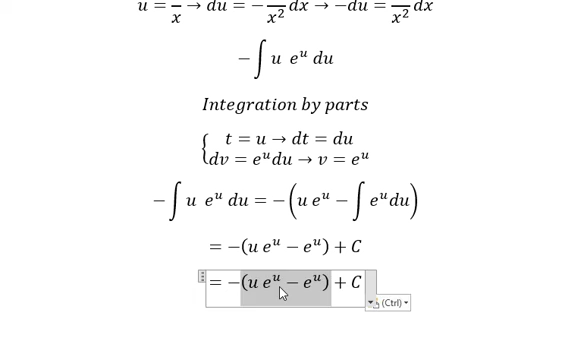 u = 1/x → du = − 1/x² dx → −du = 1/x² dx
− ∫ u eᵘ du
Integration by parts
{ t = u → dt = du
dv = eᵘdu → v = eᵘ
− ∫ u eᵘ du = −(u eᵘ − ∫ eᵘdu)
= −(u eᵘ − eᵘ) + C
= −(u eᵘ − eᵘ) + C
(Ctrl)